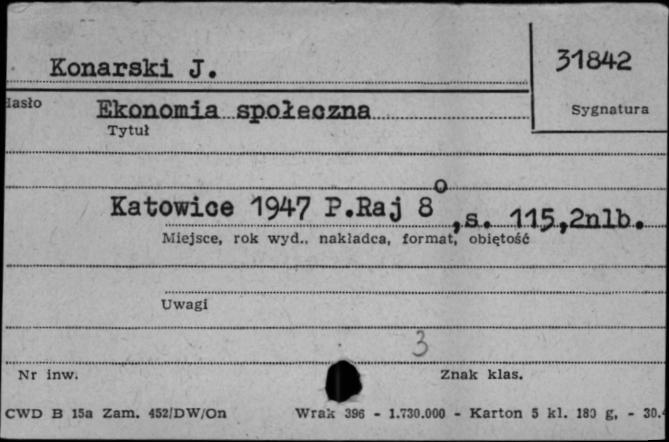 Konarski J.
31842
Hasło
Ekonomia społeczna
Sygnatura
Tytuł
Katowice 1947 P.Raj 8°,s. 115,2nlb.
Miejsce, rok wyd., nakładca, format, objętość
Uwagi
3
Nr inw.
Znak klas.
CWD B 15a Zam. 452/DW/On Wrak 396 - 1.730.000 - Karton 5 kl. 180 g, - 30.4